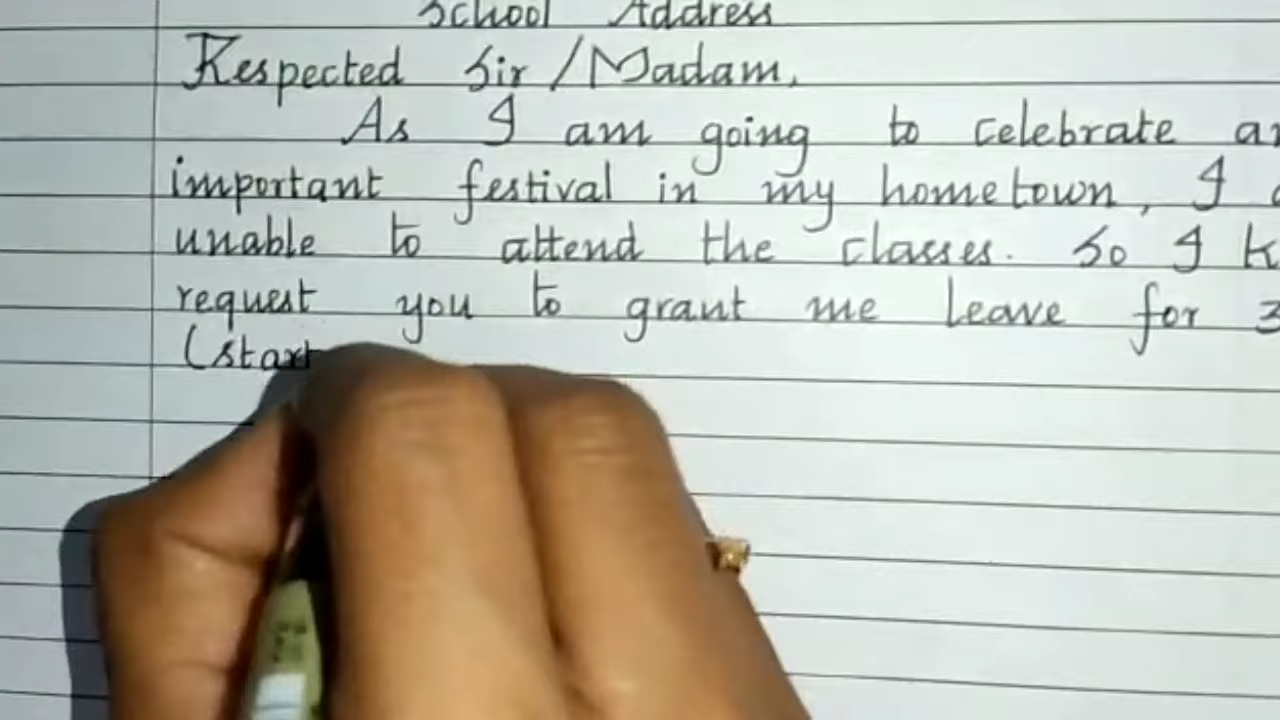 School Address
Respected Sir/Madam,
As I am going to celebrate
important festival in my hometown, I
unable to attend the classes. So I
request you to grant me leave for 3
(start